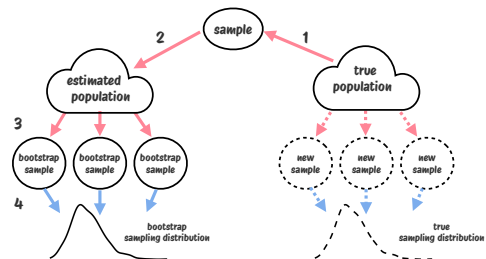 sample
2
1
estimated
population
true
population
3
bootstrap
sample
bootstrap
sample
bootstrap
sample
new
sample
new
sample
new
sample
4
bootstrap
sampling distribution
true
sampling distribution